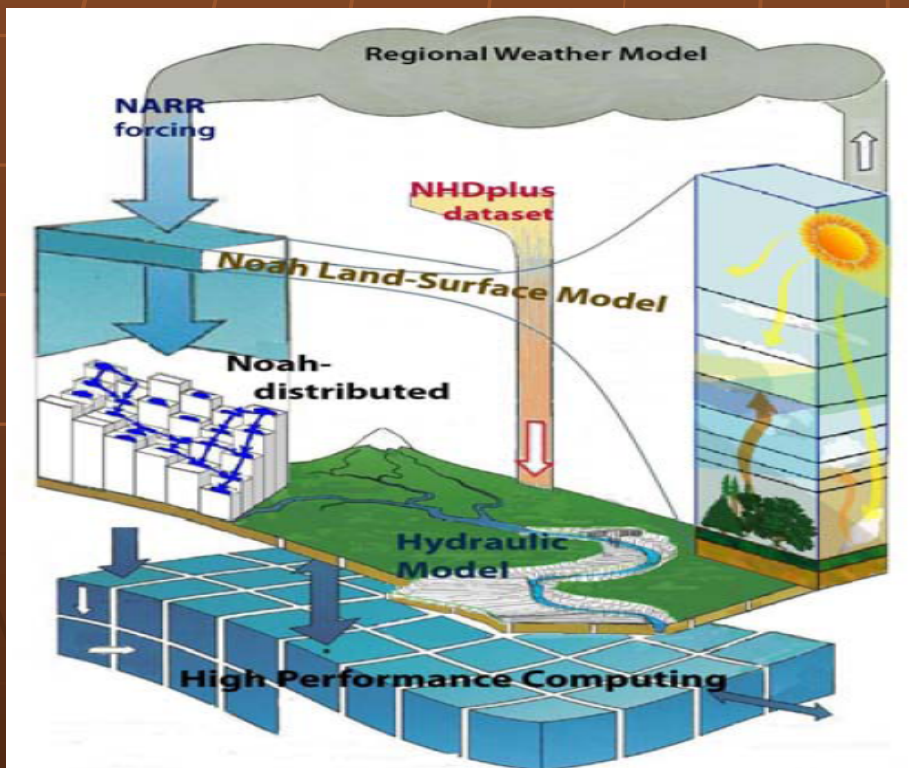 Regional Weather Model
NARR
forcing
NHDplus
dataset
Noah Land-Surface Model
Noah-
distributed
Hydraulic
Model
High Performance Computing